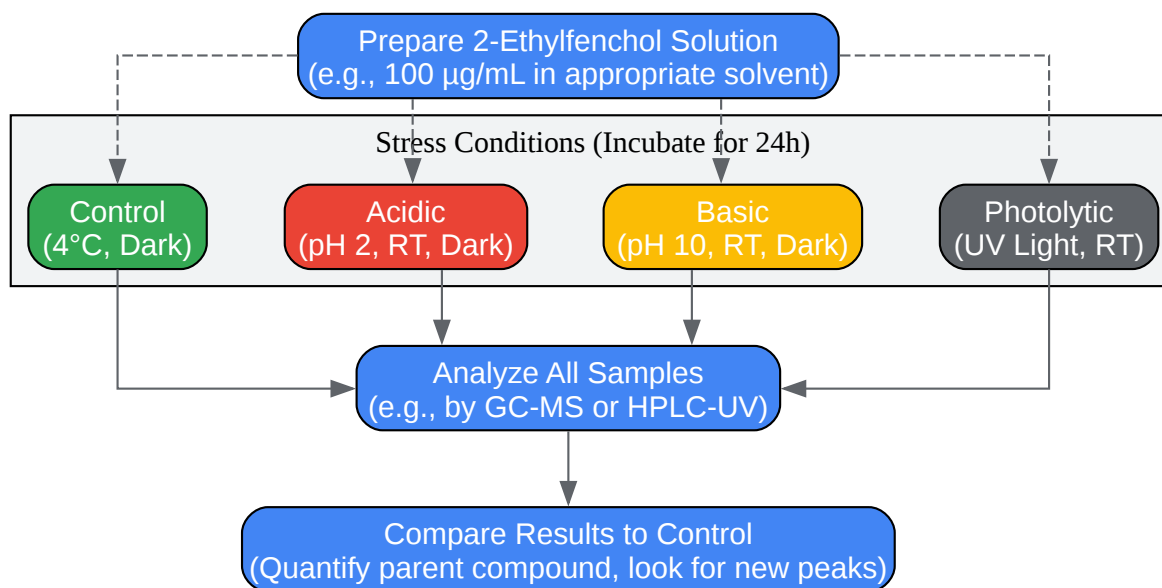 Prepare 2-Ethylfenchol Solution
(e.g., 100 µg/mL in appropriate solvent)
Stress Conditions (Incubate for 24h)
Control
(4°C, Dark)
Acidic
(pH 2, RT, Dark)
Basic
(pH 10, RT, Dark)
Photolytic
(UV Light, RT)
Analyze All Samples
(e.g., by GC-MS or HPLC-UV)
Compare Results to Control
(Quantify parent compound, look for new peaks)